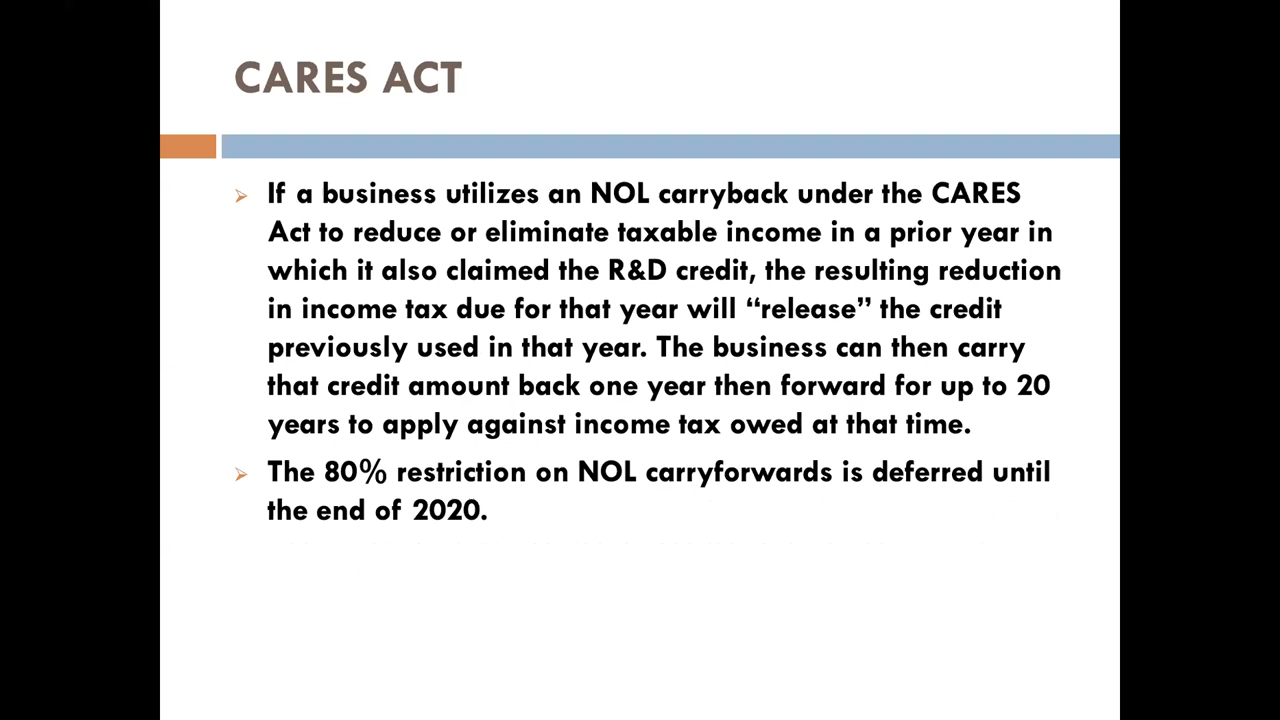 CARES ACT
If a business utilizes an NOL carryback under the CARES
Act to reduce or eliminate taxable income in a prior year in
which it also claimed the R&D credit, the resulting reduction
in income tax due for that year will “release” the credit
previously used in that year. The business can then carry
that credit amount back one year then forward for up to 20
years to apply against income tax owed at that time.
The 80% restriction on NOL carryforwards is deferred until
the end of 2020.